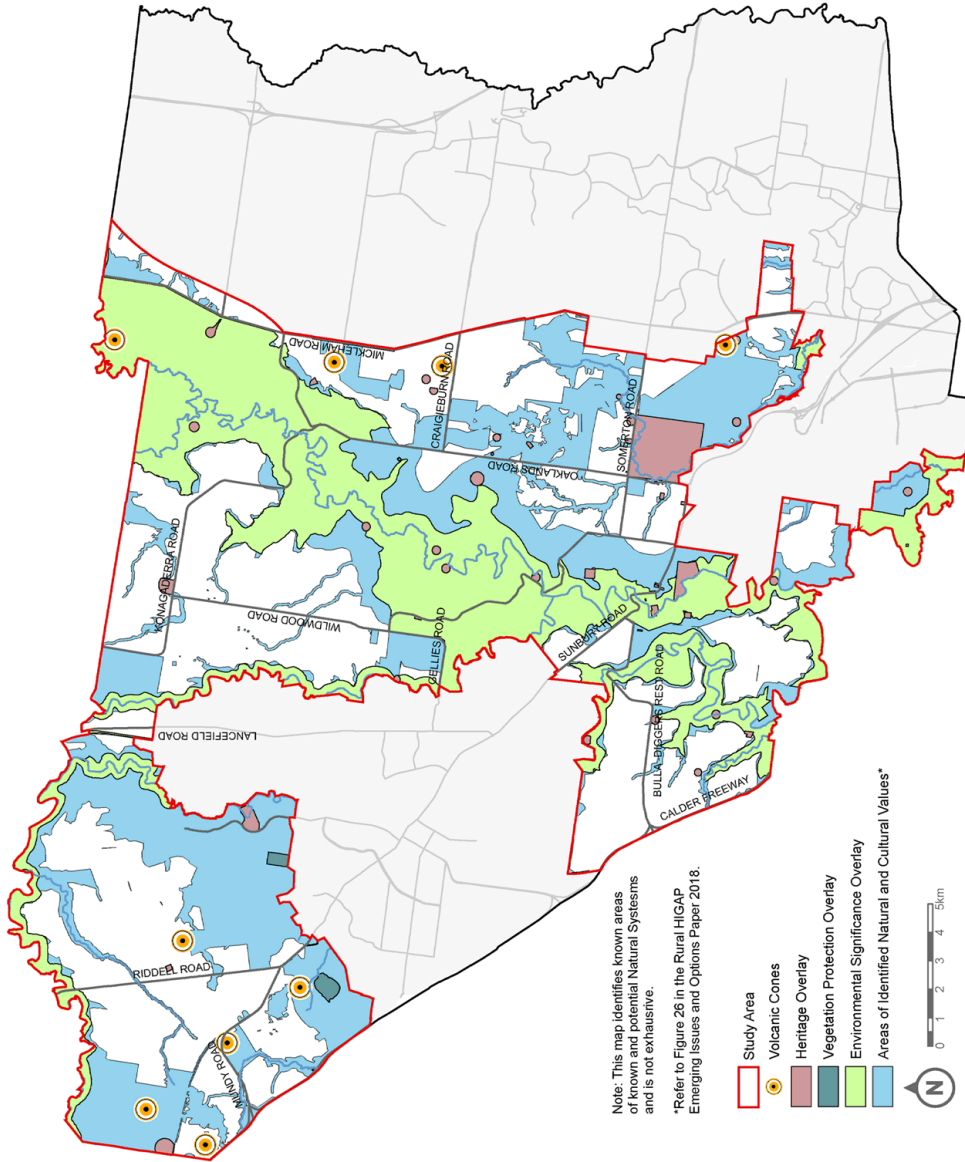 KONAGADERRA ROAD
MICKLEHAM ROAD
CRAIGIEBURN ROAD
SOMERTON ROAD
OAKLANDS ROAD
WILDWOOD ROAD
GELLIES ROAD
SUNBURY ROAD
LANCEFIELD ROAD
BULLA-DIGGERS REST ROAD
CALDER FREEWAY
RIDDELL ROAD
MUNDY ROAD
Note: This map identifies known areas
of known and potential Natural Systesms
and is not exhausrive.
*Refer to Figure 26 in the Rural HIGAP
Emerging Issues and Options Paper 2018.
Study Area
Volcanic Cones
Heritage Overlay
Vegetation Protection Overlay
Environmental Significance Overlay
Areas of Identified Natural and Cultural Values*
N
0 1 2 3 4 5km